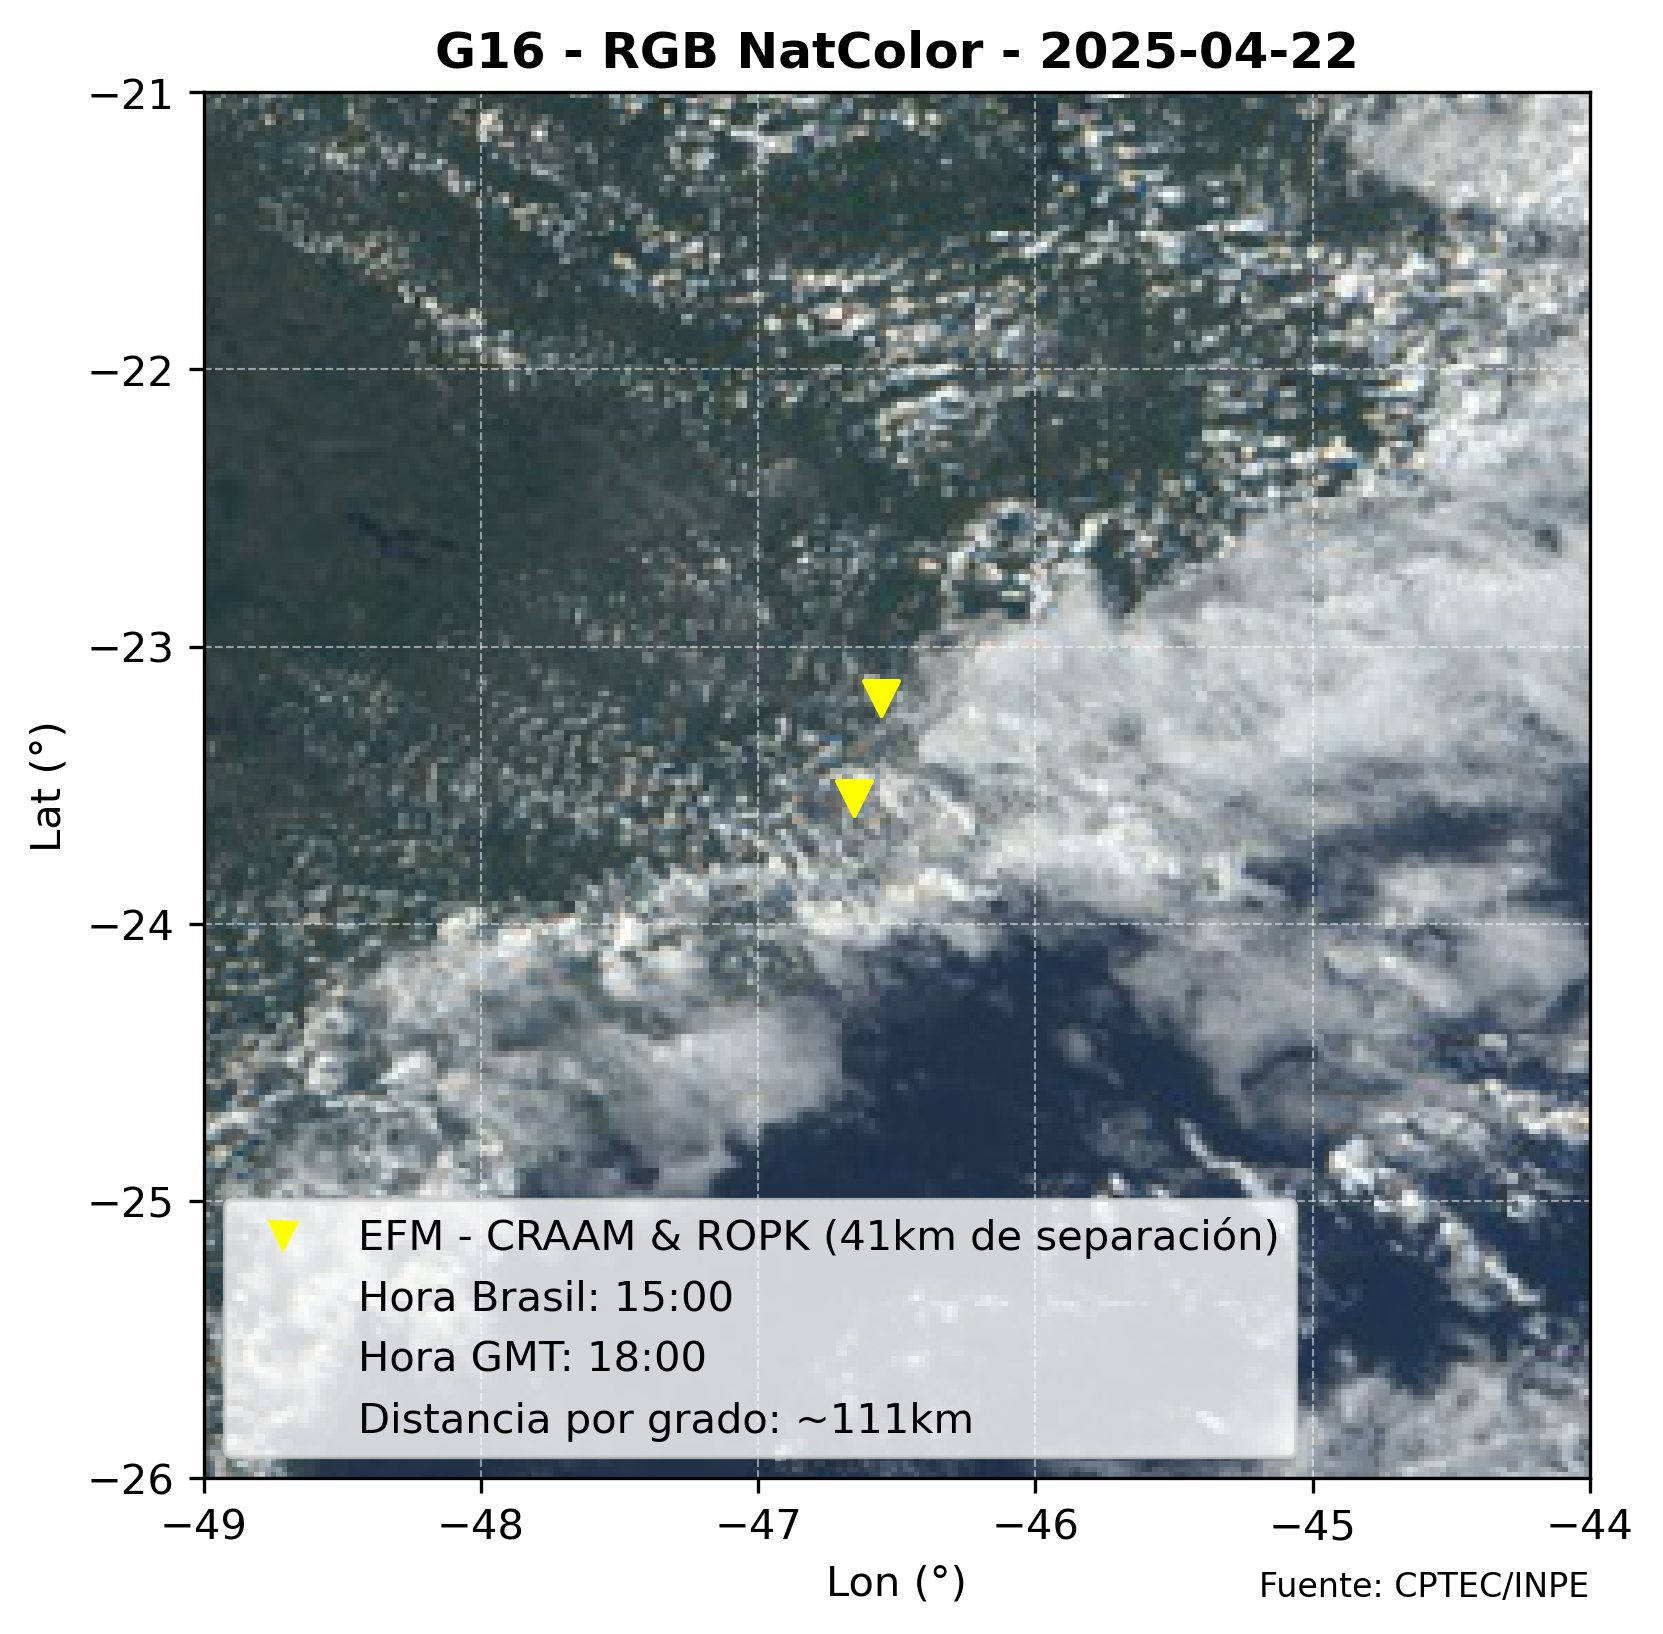 G16 - RGB NatColor - 2025-04-22
−21
−22
−23
−24
−25
−26
Lat (°)
EFM - CRAAM & ROPK (41km de separación)
Hora Brasil: 15:00
Hora GMT: 18:00
Distancia por grado: ~111km
−49 −48 −47 −46 −45 −44
Lon (°)
Fuente: CPTEC/INPE